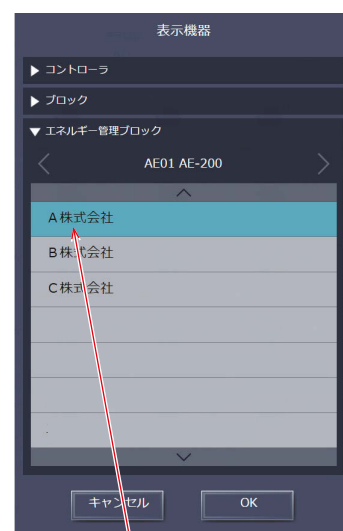 表示機器
▶ コントローラ
▶ ブロック
▼ エネルギー管理ブロック
AE01 AE-200
A株式会社
B株式会社
C株式会社
.
キャンセル OK